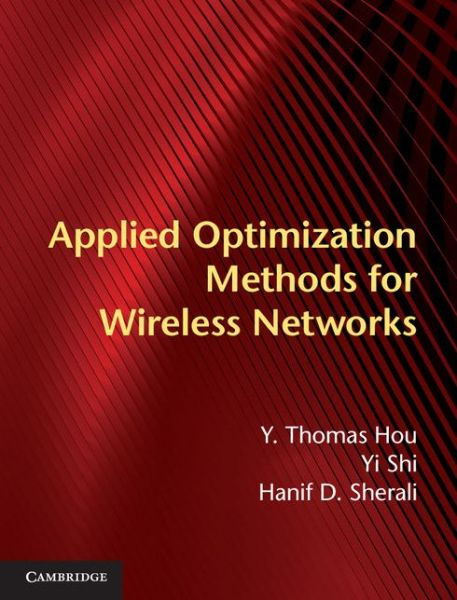 Applied Optimization
Methods for
Wireless Networks
Y. Thomas Hou
Yi Shi
Hanif D. Sherali
CAMBRIDGE